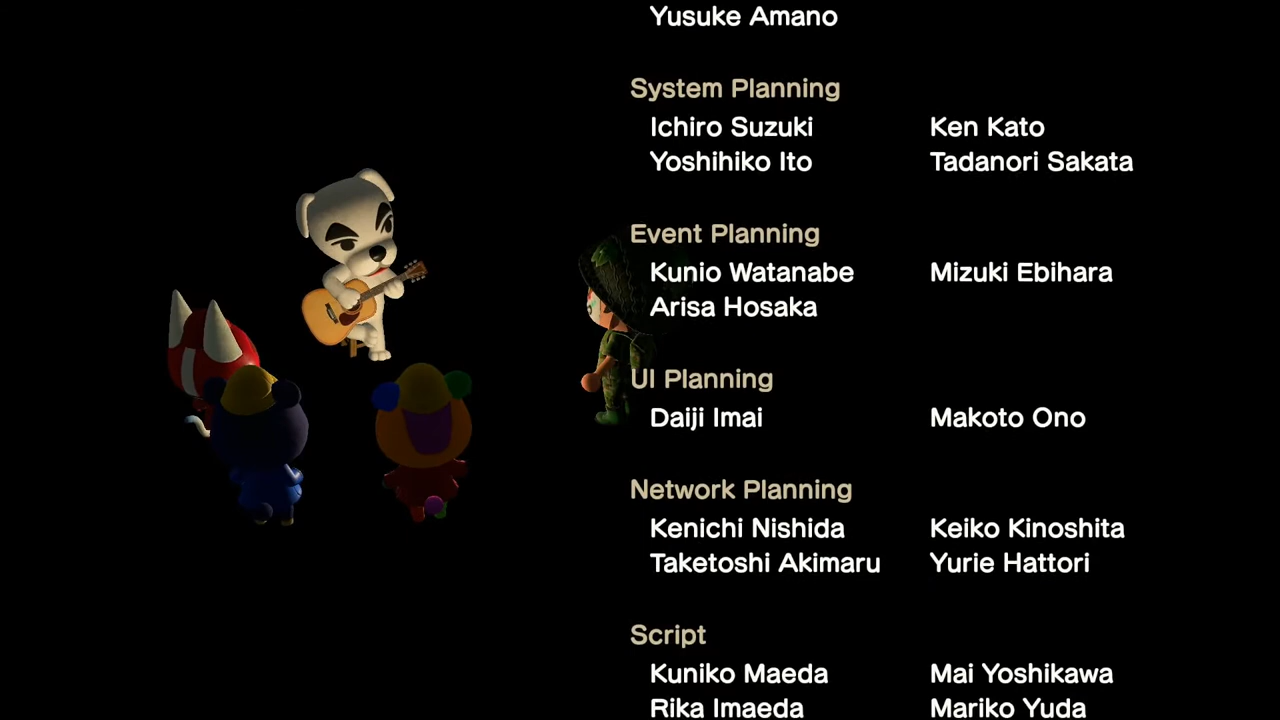 Yusuke Amano
System Planning
Ichiro Suzuki Ken Kato
Yoshihiko Ito Tadanori Sakata
Event Planning
Kunio Watanabe Mizuki Ebihara
Arisa Hosaka
UI Planning
Daiji Imai Makoto Ono
Network Planning
Kenichi Nishida Keiko Kinoshita
Taketoshi Akimaru Yurie Hattori
Script
Kuniko Maeda Mai Yoshikawa
Rika Imaeda Mariko Yuda